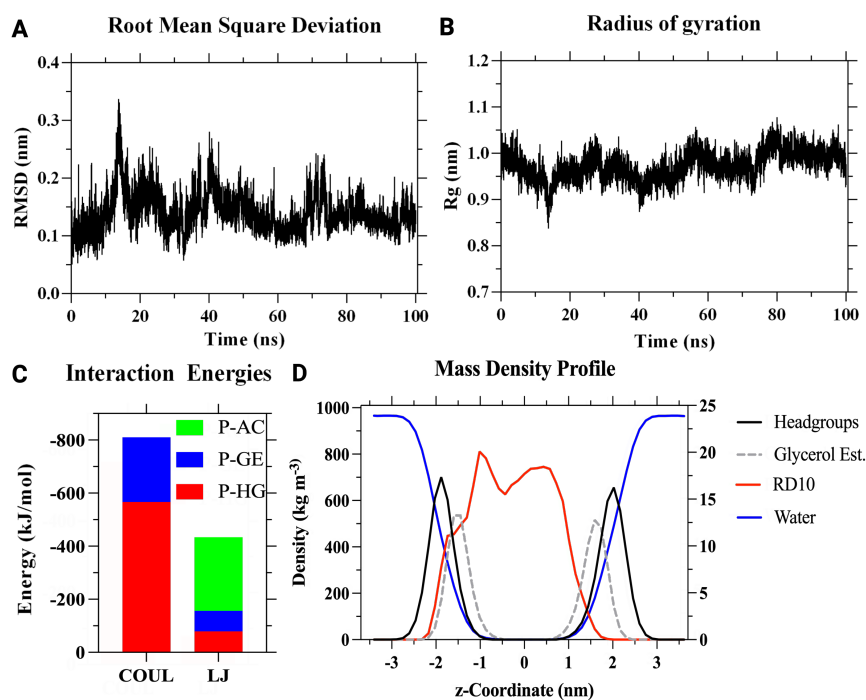 A
Root Mean Square Deviation
RMSD (nm)
0.4
0.3
0.2
0.1
0.0
0
20
40
60
80
100
Time (ns)
B
Radius of gyration
Rg (nm)
1.2
1.1
1.0
0.9
0.8
0.7
0
20
40
60
80
100
Time (ns)
C
Interaction Energies
Energy (kJ/mol)
-800
-600
-400
-200
0
P-AC
P-GE
P-HG
COUL
LJ
D
Mass Density Profile
Density (kg m-3)
1000
800
600
400
200
0
25
20
15
10
5
0
-3
-2
-1
0
1
2
3
z-Coordinate (nm)
Headgroups
Glycerol Est.
RD10
Water